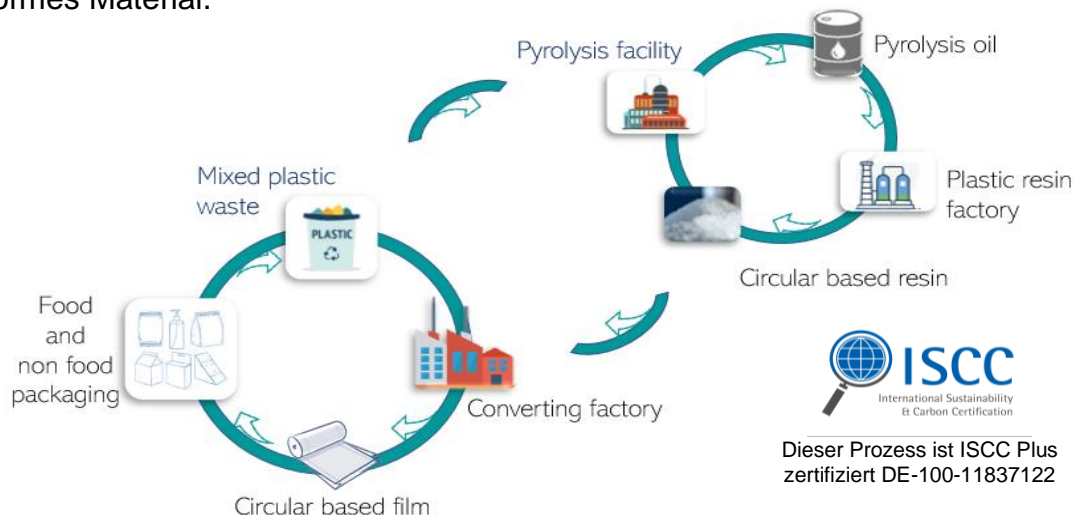 ormes Material.
Pyrolysis facility
Pyrolysis oil
Mixed plastic
waste
PLASTIC
Plastic resin
factory
Circular based resin
Food
and
non food
packaging
Converting factory
Circular based film
ISCC
International Sustainability
& Carbon Certification
Dieser Prozess ist ISCC Plus
zertifiziert DE-100-11837122